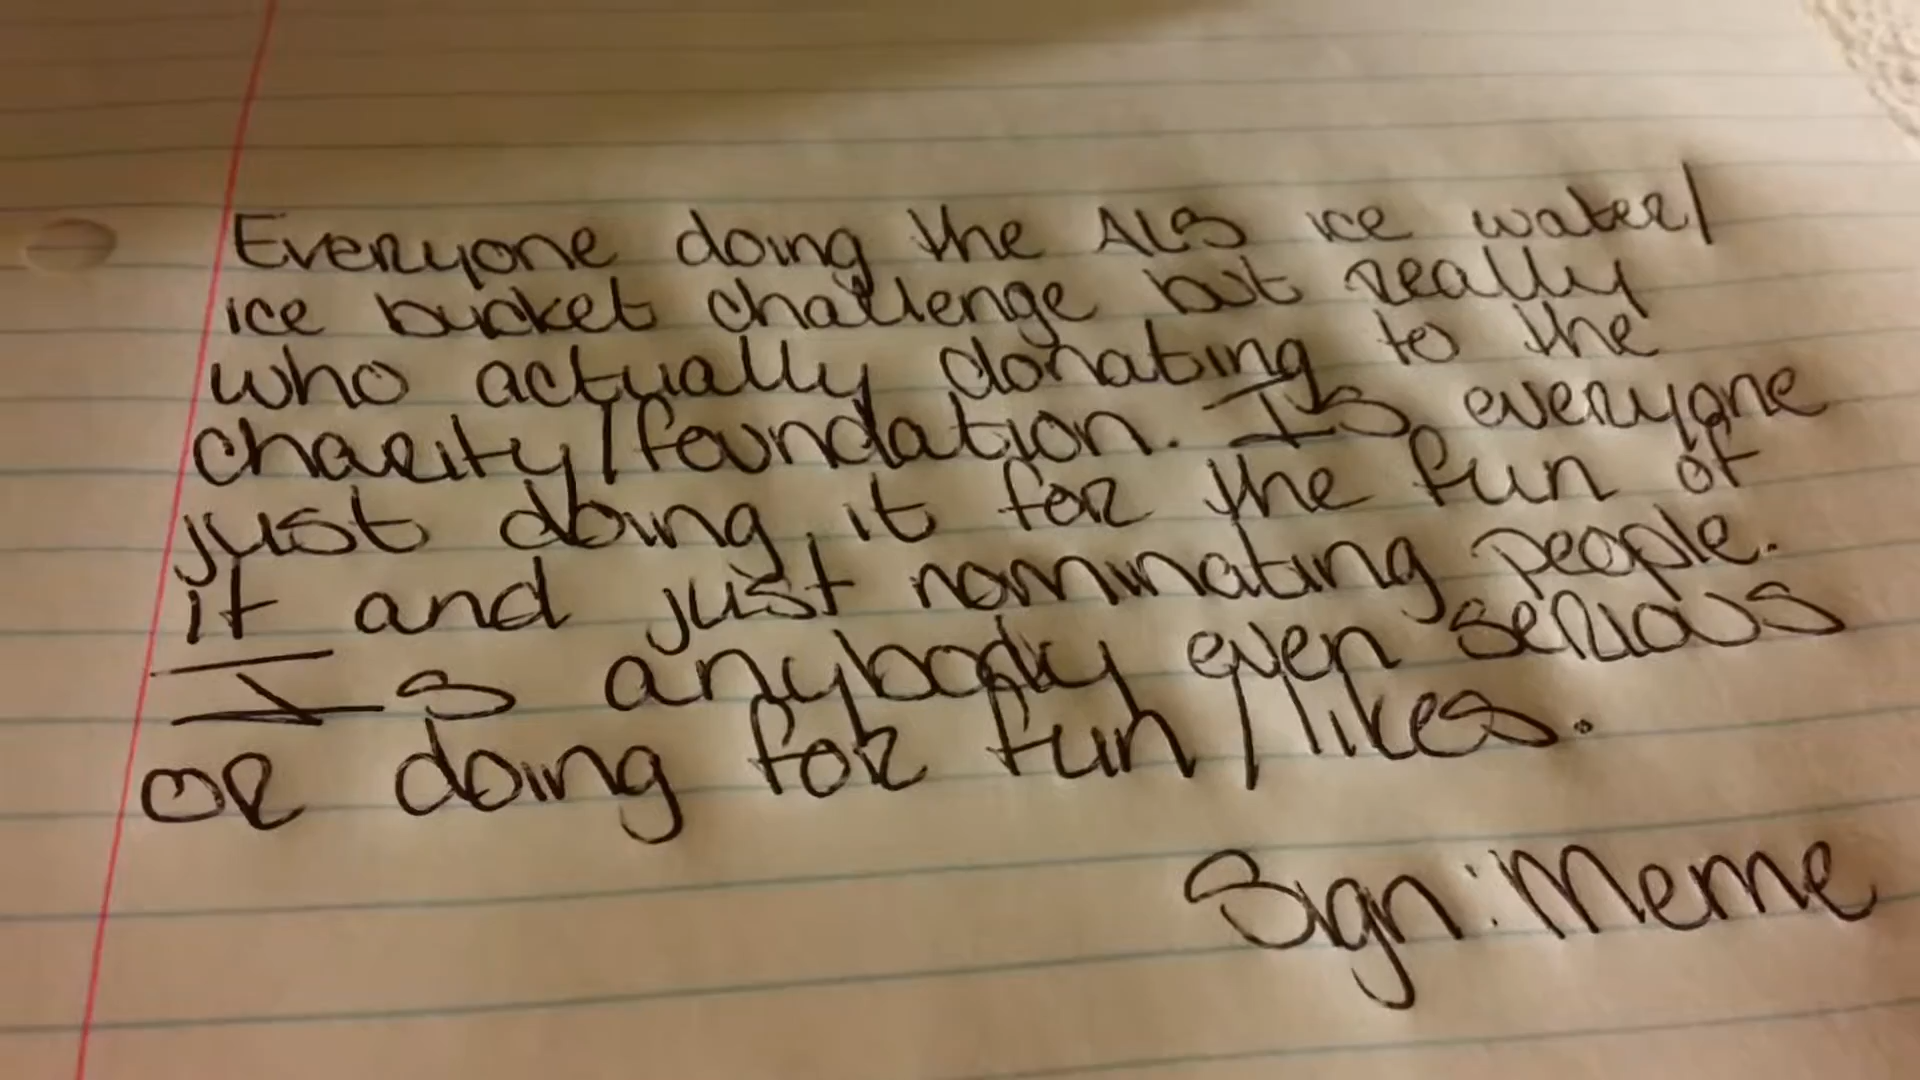 Everyone doing the ALS ice water/
ice bucket challenge but really
who actually donating to the
charity/foundation. Is everyone
just doing it for the fun of
it and just nominating people.
Is anybody even serious
or doing for fun/likes.
Sign: Meme